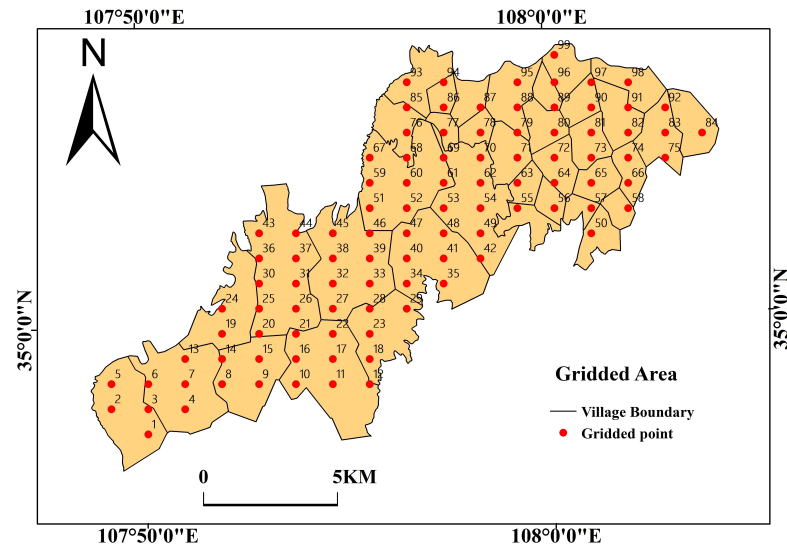 107°50'0"E 108°0'0"E
N
99
93 94 95 96 97 98
85 86 87 88 89 90 91 92
76 77 78 79 80 81 82 83 84
67 68 69 70 71 72 73 74 75
59 60 61 62 63 64 65 66
51 52 53 54 55 56 57 58
43 44 45 46 47 48 49 50
36 37 38 39 40 41 42
30 31 32 33 34 35
24 25 26 27 28 29
19 20 21 22 23
13 14 15 16 17 18
5 6 7 8 9 10 11 12
2 3 4
1
35°0'0"N
35°0'0"N
Gridded Area
Village Boundary
Gridded point
0 5KM
107°50'0"E 108°0'0"E